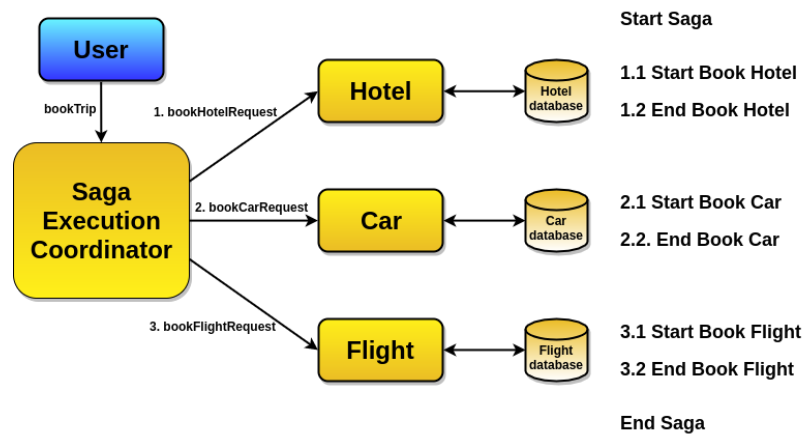 User
bookTrip
Saga
Execution
Coordinator
1. bookHotelRequest
2. bookCarRequest
3. bookFlightRequest
Hotel
Hotel
database
Car
Car
database
Flight
Flight
database
Start Saga
1.1 Start Book Hotel
1.2 End Book Hotel
2.1 Start Book Car
2.2. End Book Car
3.1 Start Book Flight
3.2 End Book Flight
End Saga